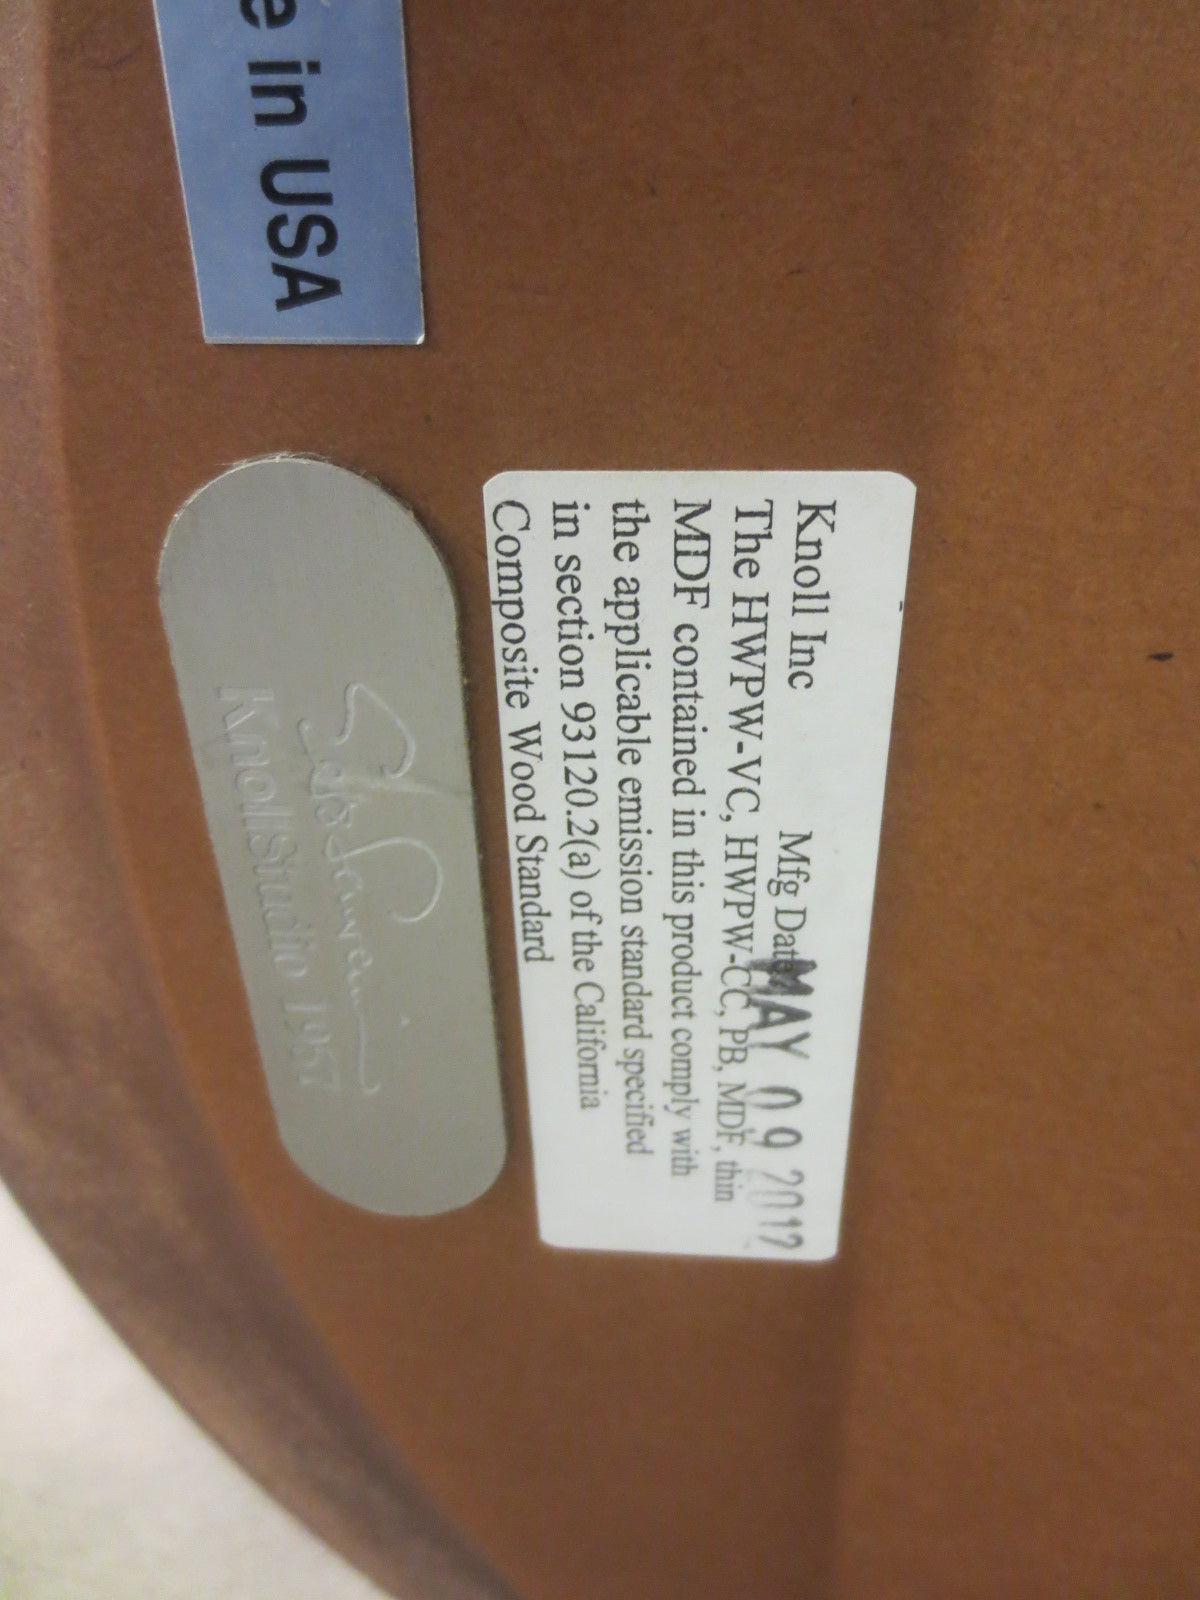 e in USA
Knoll Inc Mfg Date MAY 09 2012
The HWPW-VC, HWPW-CC, PB, MDF, thin
MDF contained in this product comply with
the applicable emission standard specified
in section 93120.2(a) of the California
Composite Wood Standard
Eero Saarinen
KnollStudio 1957